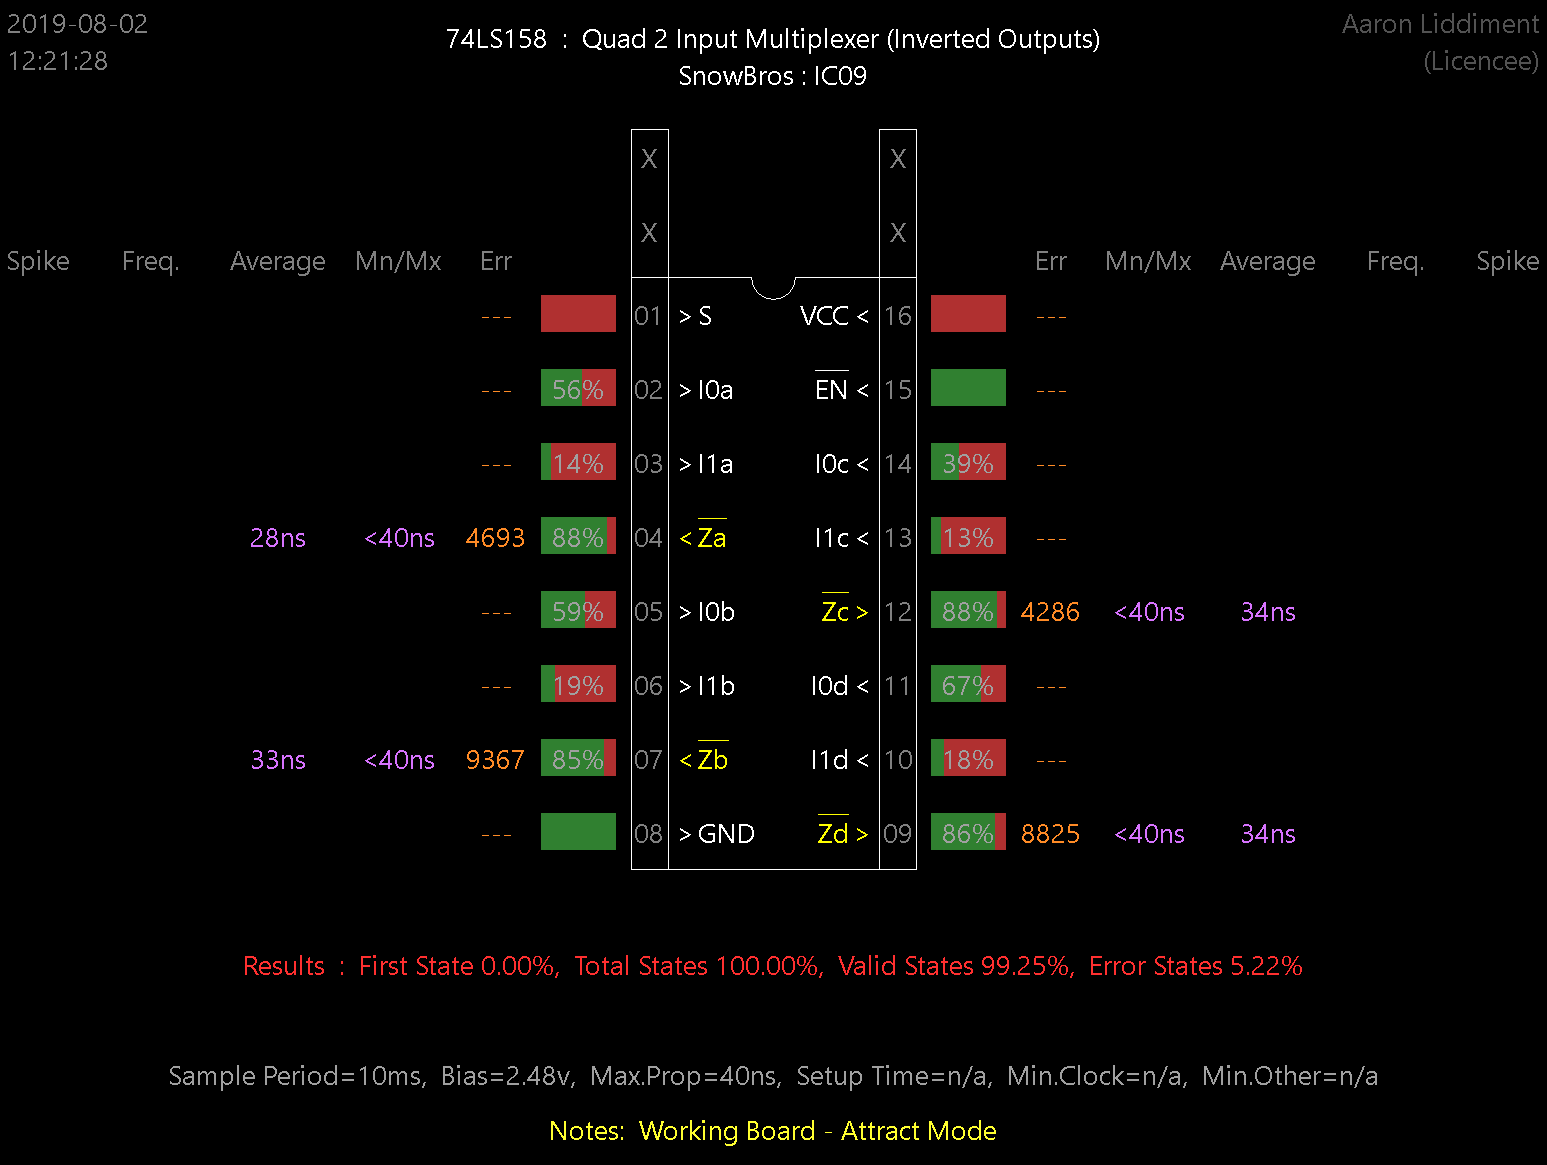 2019-08-02
12:21:28
74LS158 : Quad 2 Input Multiplexer (Inverted Outputs)
SnowBros : IC09
Aaron Liddiment
(Licencee)
X X
X X
Spike Freq. Average Mn/Mx Err Err Mn/Mx Average Freq. Spike
--- 01 > S VCC < 16 ---
--- 56% 02 > I0a EN < 15 ---
--- 14% 03 > I1a I0c < 14 39% ---
28ns <40ns 4693 88% 04 < Za I1c < 13 13% ---
--- 59% 05 > I0b Zc > 12 88% 4286 <40ns 34ns
--- 19% 06 > I1b I0d < 11 67% ---
33ns <40ns 9367 85% 07 < Zb I1d < 10 18% ---
--- 08 > GND Zd > 09 86% 8825 <40ns 34ns
Results : First State 0.00%, Total States 100.00%, Valid States 99.25%, Error States 5.22%
Sample Period=10ms, Bias=2.48v, Max.Prop=40ns, Setup Time=n/a, Min.Clock=n/a, Min.Other=n/a
Notes: Working Board - Attract Mode